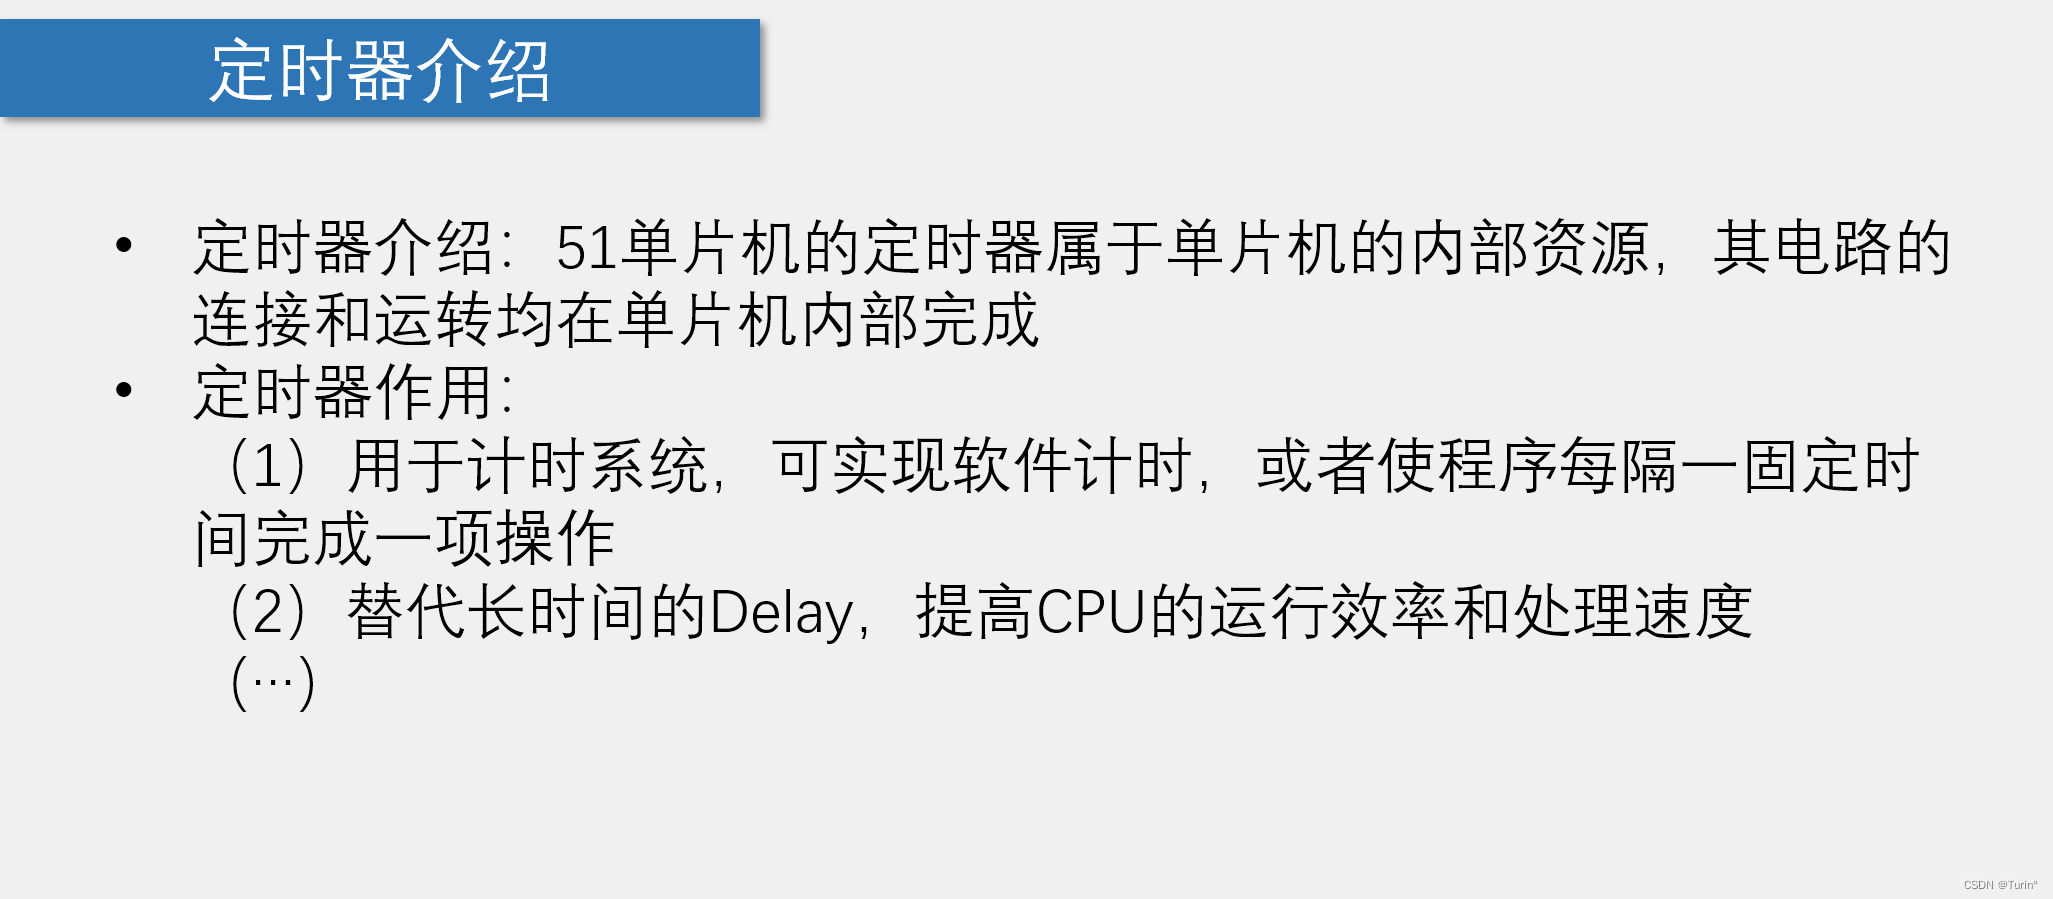 定时器介绍
• 定时器介绍：51单片机的定时器属于单片机的内部资源，其电路的
连接和运转均在单片机内部完成
• 定时器作用：
（1）用于计时系统，可实现软件计时，或者使程序每隔一固定时
间完成一项操作
（2）替代长时间的Delay，提高CPU的运行效率和处理速度
(…)
CSDN @Turin³